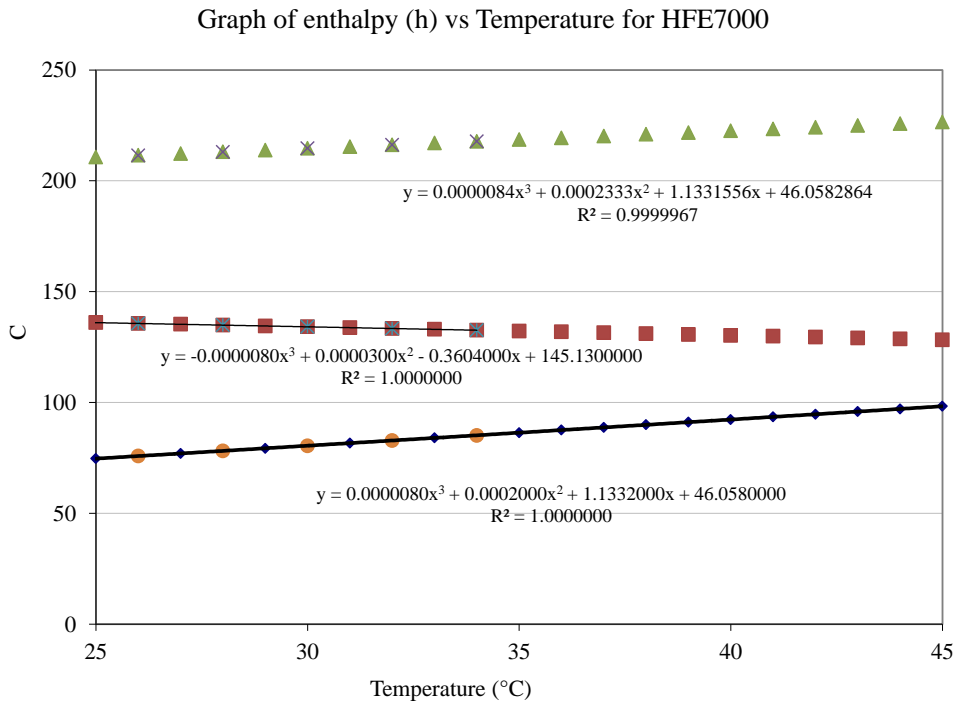 Graph of enthalpy (h) vs Temperature for HFE7000
250
200
y = 0.0000084x³ + 0.0002333x² + 1.1331556x + 46.0582864
R² = 0.9999967
150
C
y = -0.0000080x³ + 0.0000300x² - 0.3604000x + 145.1300000
R² = 1.0000000
100
y = 0.0000080x³ + 0.0002000x² + 1.1332000x + 46.0580000
R² = 1.0000000
50
0
25 30 35 40 45
Temperature (°C)